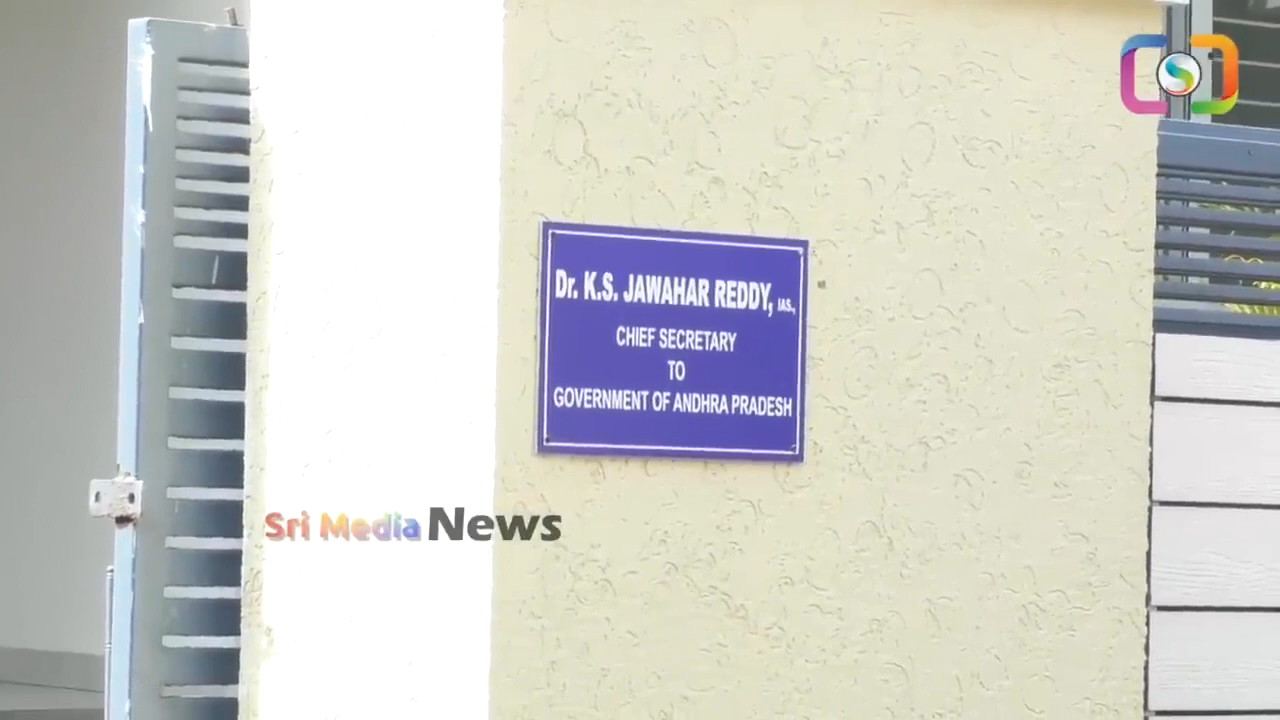 Dr. K.S. JAWAHAR REDDY, IAS.,
CHIEF SECRETARY
TO
GOVERNMENT OF ANDHRA PRADESH
Sri Media News
S